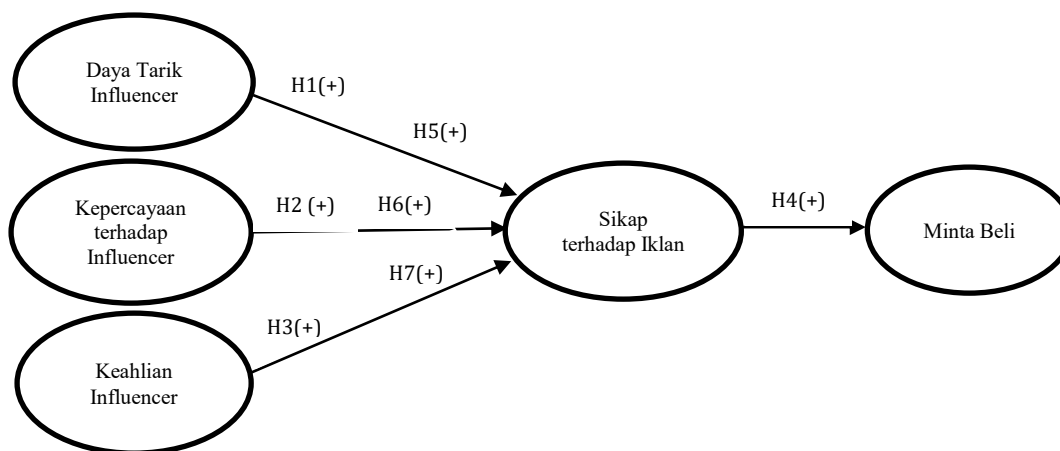 Daya Tarik
Influencer
H1(+)
H5(+)
Kepercayaan
terhadap
Influencer
H2 (+)
H6(+)
Sikap
terhadap Iklan
H4(+)
Minta Beli
H7(+)
H3(+)
Keahlian
Influencer